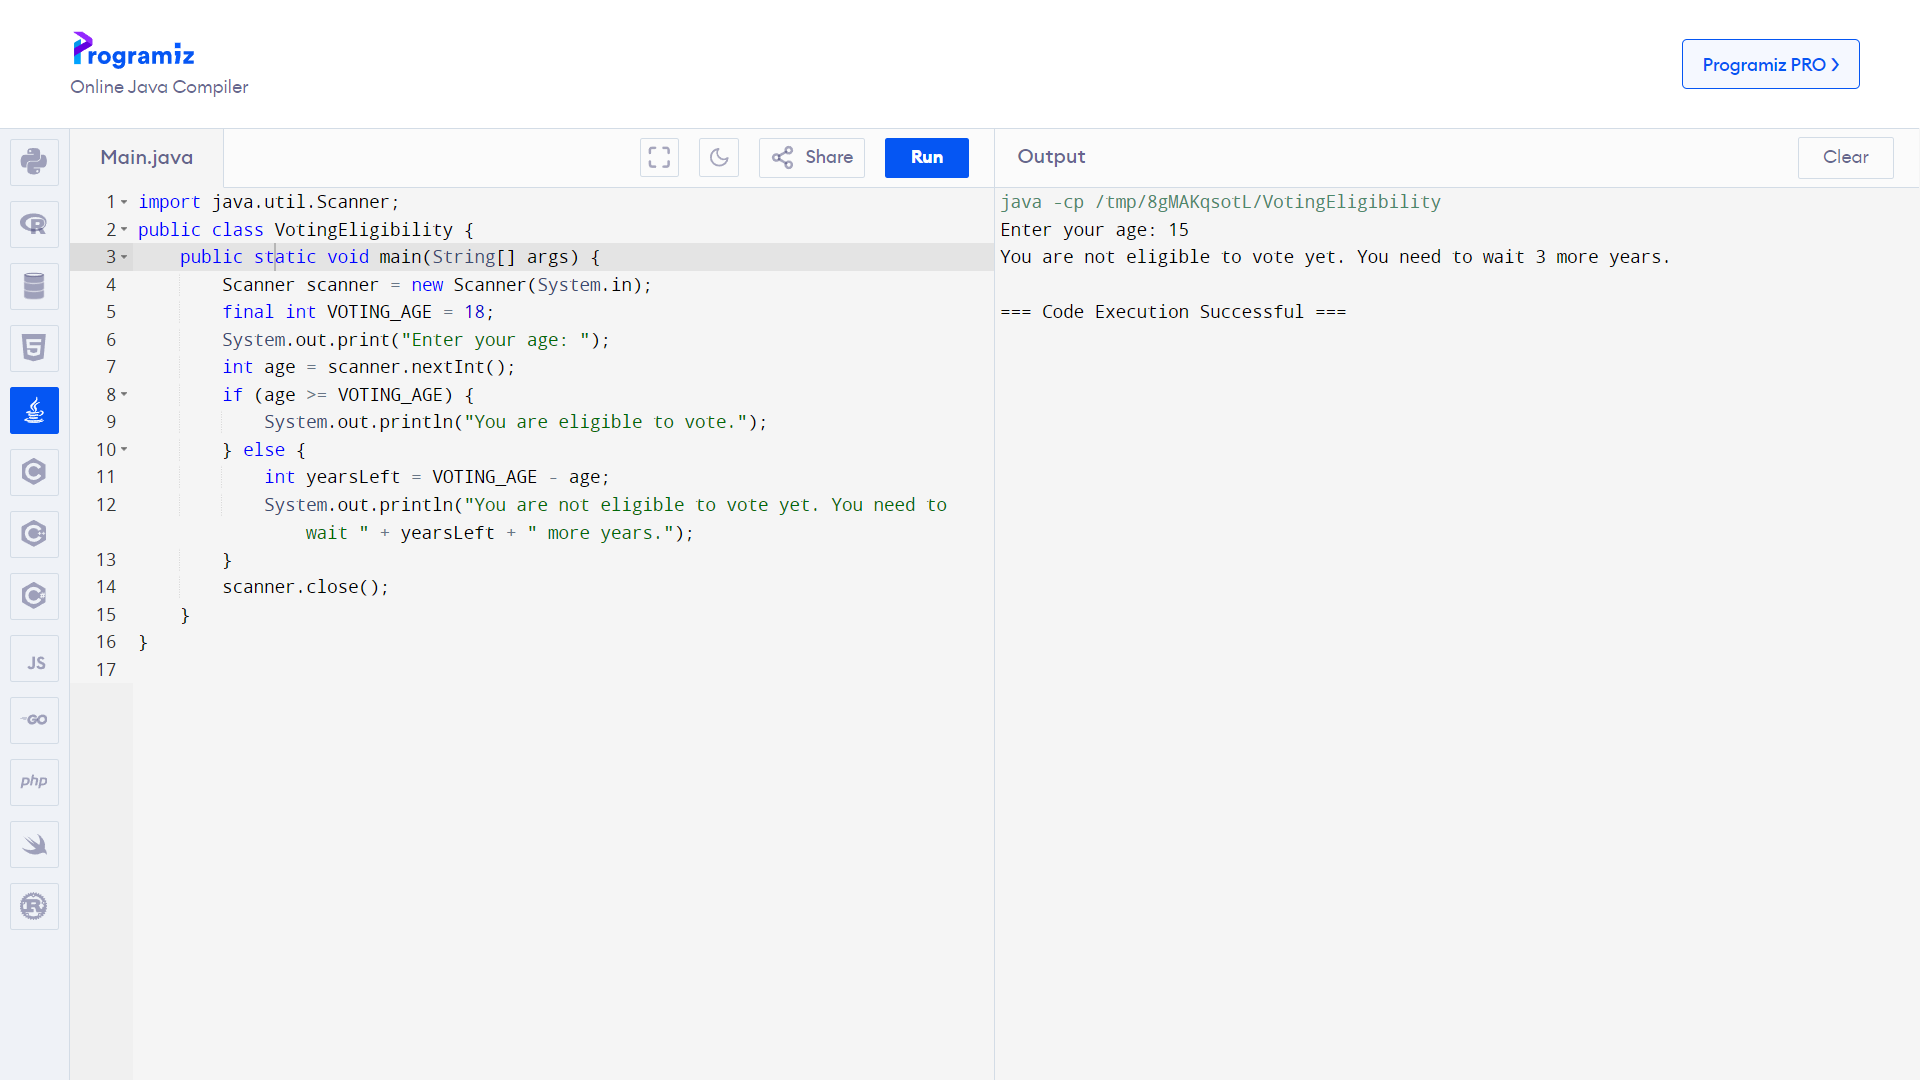 Programiz
Online Java Compiler
Programiz PRO
Main.java
Share
Run
Output
Clear
1 import java.util.Scanner;
2 public class VotingEligibility {
3     public static void main(String[] args) {
4         Scanner scanner = new Scanner(System.in);
5         final int VOTING_AGE = 18;
6         System.out.print("Enter your age: ");
7         int age = scanner.nextInt();
8         if (age >= VOTING_AGE) {
9             System.out.println("You are eligible to vote.");
10         } else {
11             int yearsLeft = VOTING_AGE - age;
12             System.out.println("You are not eligible to vote yet. You need to
wait " + yearsLeft + " more years.");
13         }
14         scanner.close();
15     }
16 }
17
java -cp /tmp/8gMAKqsotL/VotingEligibility
Enter your age: 15
You are not eligible to vote yet. You need to wait 3 more years.
=== Code Execution Successful ===
R
5
C
C
C#
JS
GO
php
R